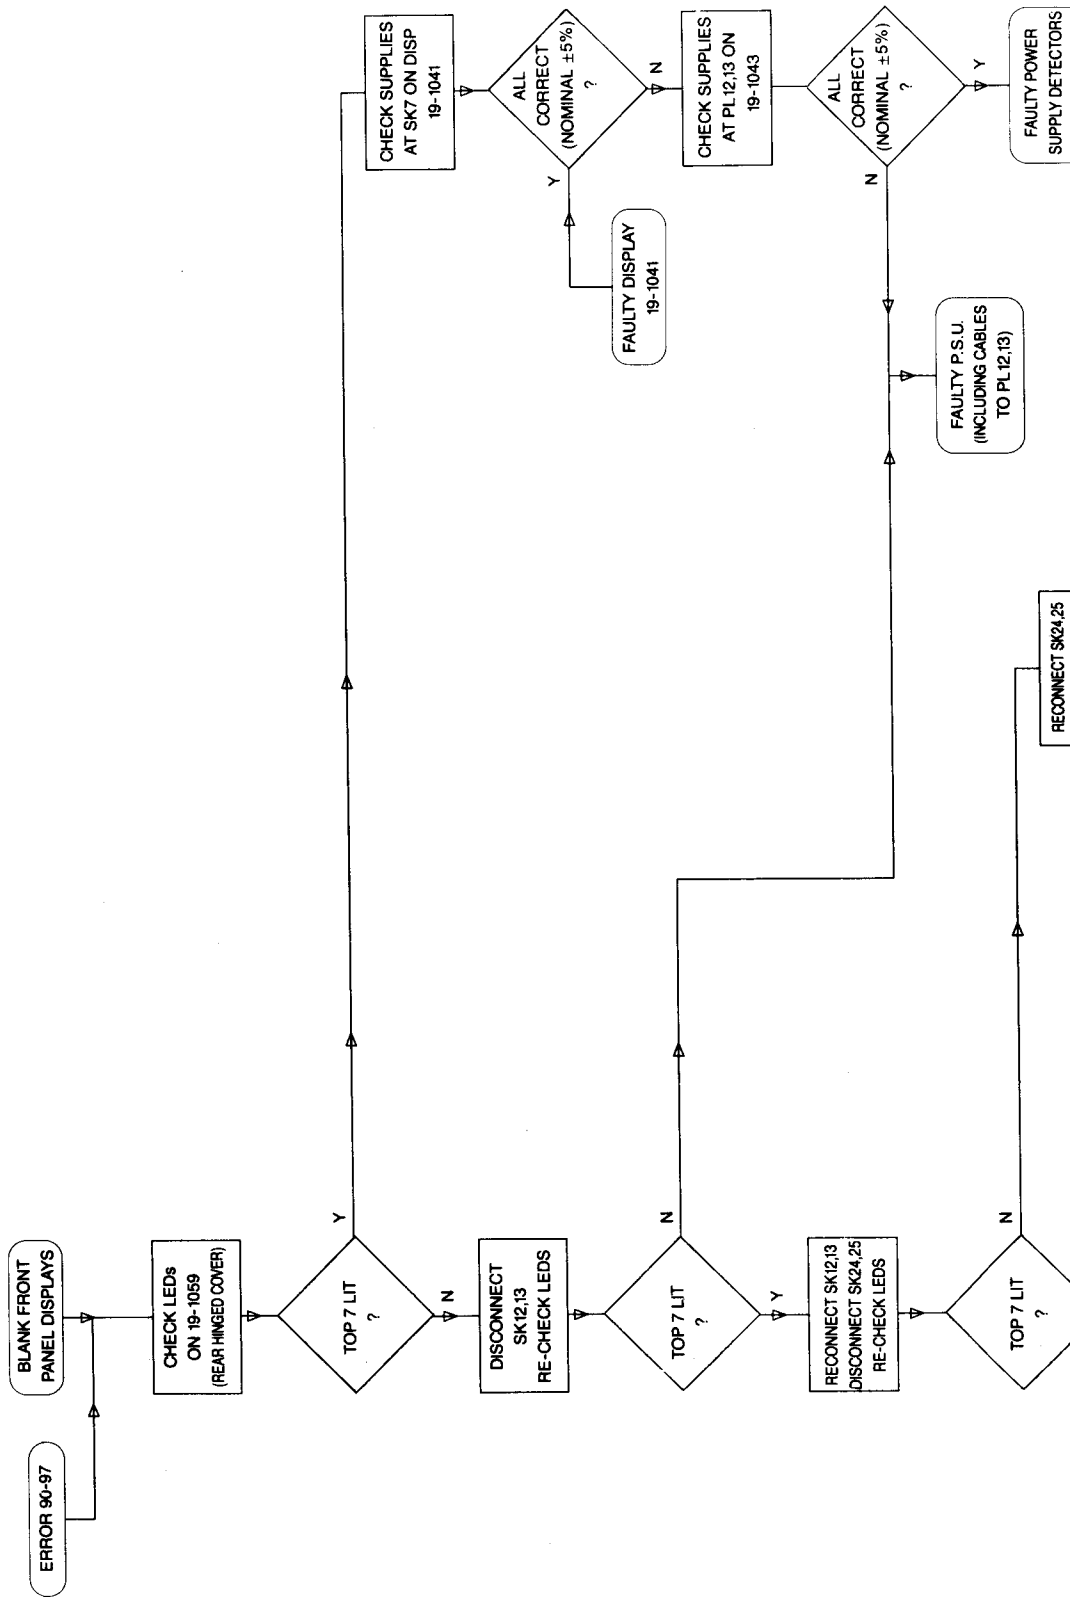 BLANK FRONT
PANEL DISPLAYS
ERROR 90-97
CHECK LEDs
ON 19-1059
(REAR HINGED COVER)
TOP 7 LIT
?
Y
N
CHECK SUPPLIES
AT SK7 ON DISP
19-1041
ALL
CORRECT
(NOMINAL ±5%)
?
Y
N
FAULTY DISPLAY
19-1041
CHECK SUPPLIES
AT PL12,13 ON
19-1043
ALL
CORRECT
(NOMINAL ±5%)
?
N
Y
FAULTY POWER
SUPPLY DETECTORS
FAULTY P.S.U.
(INCLUDING CABLES
TO PL12,13)
DISCONNECT
SK12,13
RE-CHECK LEDS
TOP 7 LIT
?
N
Y
RECONNECT SK12,13
DISCONNECT SK24,25
RE-CHECK LEDS
TOP 7 LIT
?
N
RECONNECT SK24,25